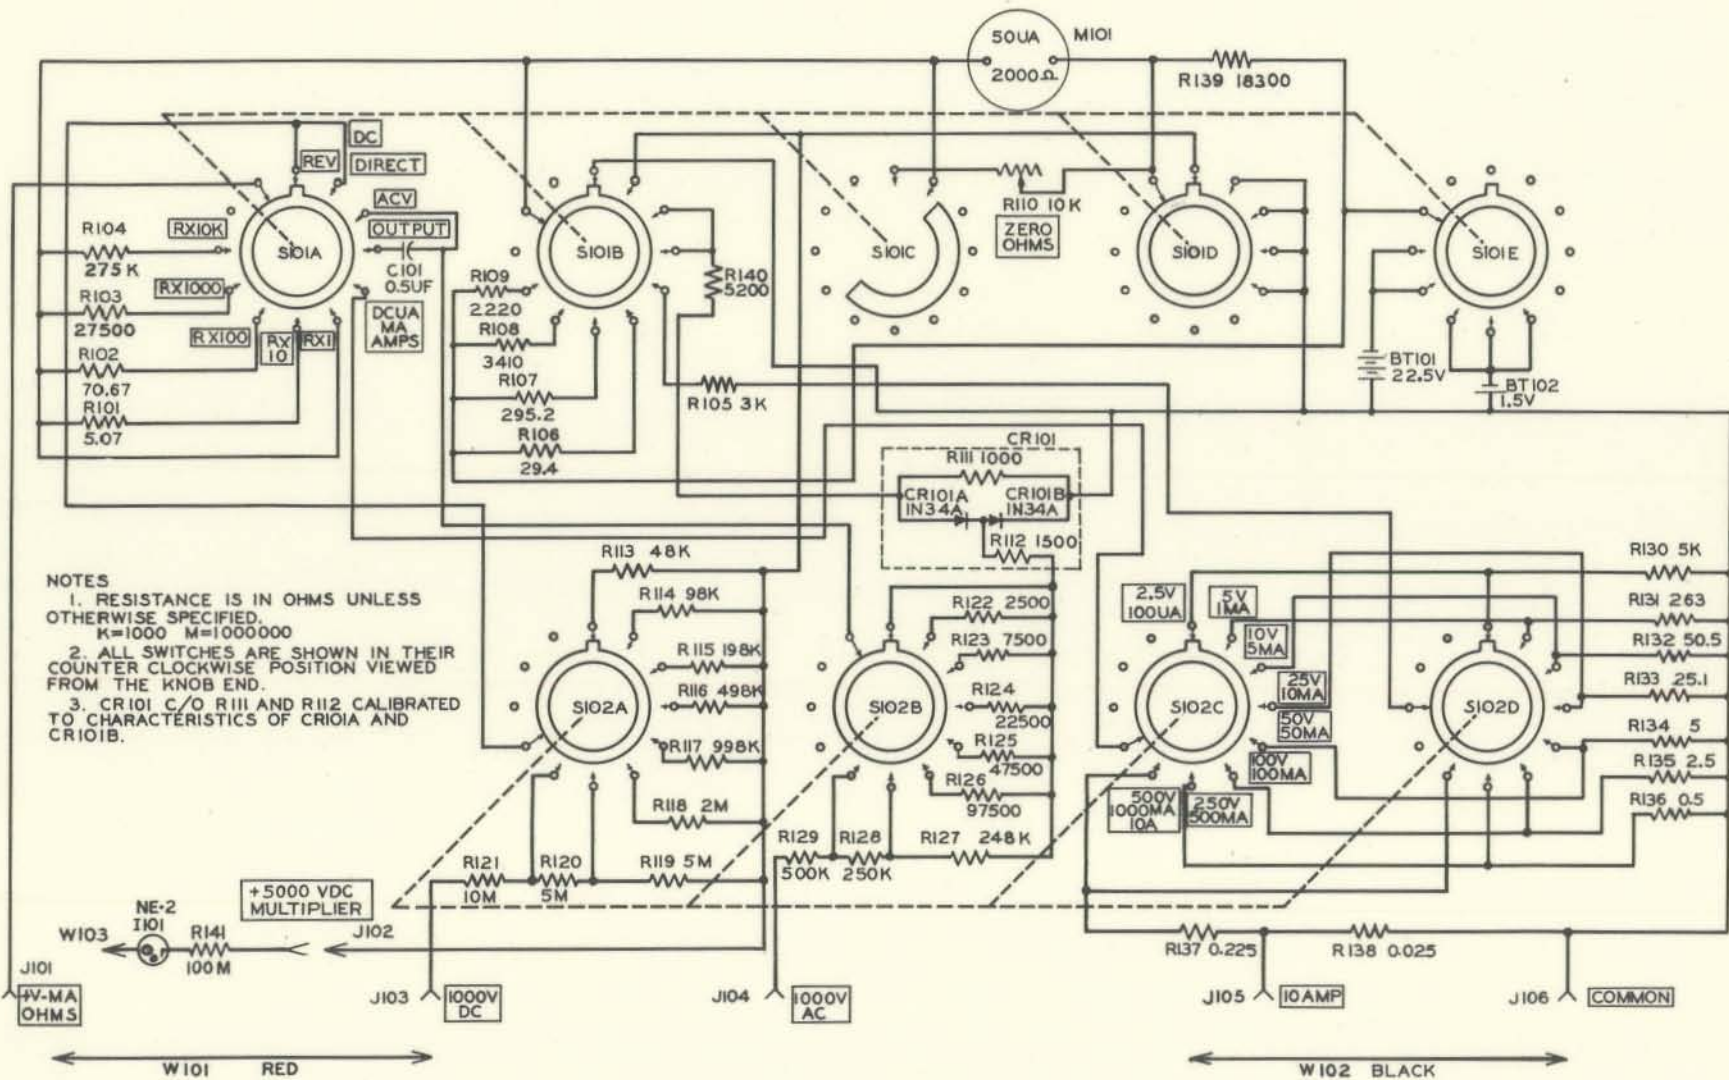 50UA
2000Ω
M101
R139 18300
REV
DC
DIRECT
ACV
OUTPUT
C101
0.5UF
DCUA
MA
AMPS
R104
275K
RX10K
R103
27500
RX1000
R102
70.67
RX100
R101
5.07
RX
10
RX1
S101A
S101B
S101C
S101D
S101E
R109
2220
R108
3410
R107
295.2
R106
29.4
R140
5200
R105 3K
R110 10K
ZERO
OHMS
BT101
22.5V
BT102
1.5V
CR101
R111 1000
CR101A
IN34A
CR101B
IN34A
R112 1500
NOTES
1. RESISTANCE IS IN OHMS UNLESS
OTHERWISE SPECIFIED.
K=1000 M=1000000
2. ALL SWITCHES ARE SHOWN IN THEIR
COUNTER CLOCKWISE POSITION VIEWED
FROM THE KNOB END.
3. CR101 C/O R111 AND R112 CALIBRATED
TO CHARACTERISTICS OF CR101A AND
CR101B.
R113 48K
R114 98K
R115 198K
R116 498K
R117 998K
R118 2M
R119 5M
R120
5M
R121
10M
S102A
R122 2500
R123 7500
R124
22500
R125
47500
R126
97500
R127 248K
R128
250K
R129
500K
S102B
2.5V
100UA
5V
1MA
10V
5MA
25V
10MA
50V
50MA
100V
100MA
250V
500MA
500V
1000MA
10A
S102C
S102D
R130 5K
R131 263
R132 50.5
R133 25.1
R134 5
R135 2.5
R136 0.5
R137 0.225
R138 0.025
+5000 VDC
MULTIPLIER
NE-2
I101
W103
R141
100M
J102
J101
+V-MA
OHMS
J103
1000V
DC
J104
1000V
AC
J105
10AMP
J106
COMMON
W101 RED
W102 BLACK